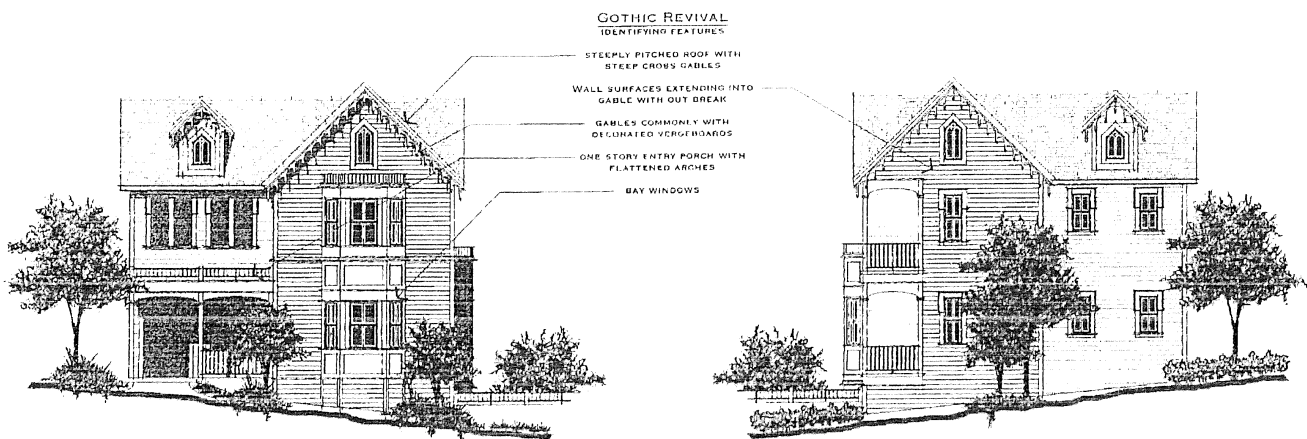 GOTHIC REVIVAL
IDENTIFYING FEATURES
STEEPLY PITCHED ROOF WITH
STEEP CROSS GABLES
WALL SURFACES EXTENDING INTO
GABLE WITH OUT BREAK
GABLES COMMONLY WITH
DECORATED VERGEBOARDS
ONE STORY ENTRY PORCH WITH
FLATTENED ARCHES
BAY WINDOWS